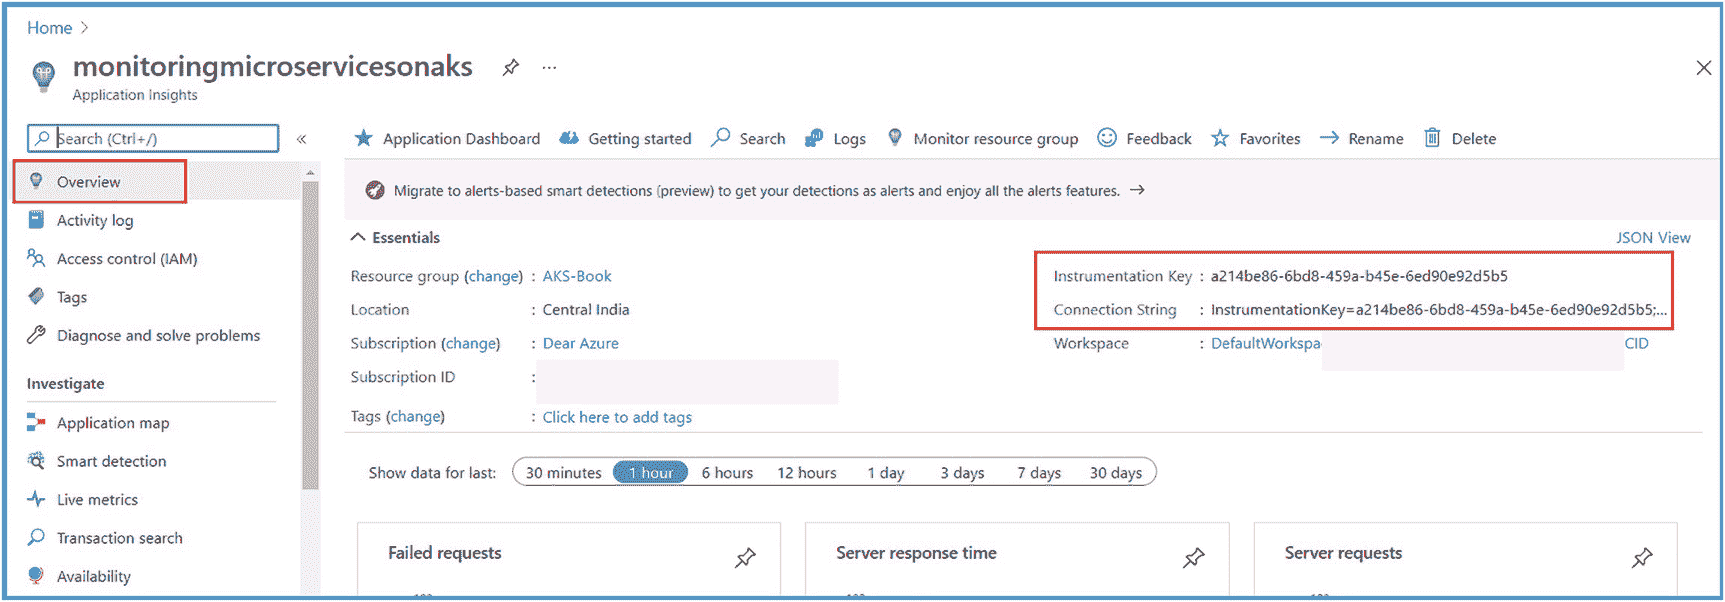 Home >
monitoringmicroservicesonaks ...
Application Insights
Search (Ctrl+/) «
Overview
Activity log
Access control (IAM)
Tags
Diagnose and solve problems
Investigate
Application map
Smart detection
Live metrics
Transaction search
Availability
Application Dashboard Getting started Search Logs Monitor resource group Feedback Favorites Rename Delete
Migrate to alerts-based smart detections (preview) to get your detections as alerts and enjoy all the alerts features. →
Essentials JSON View
Resource group (change) : AKS-Book
Location : Central India
Subscription (change) : Dear Azure
Subscription ID :
Tags (change) : Click here to add tags
Instrumentation Key : a214be86-6bd8-459a-b45e-6ed90e92d5b5
Connection String : InstrumentationKey=a214be86-6bd8-459a-b45e-6ed90e92d5b5;...
Workspace : DefaultWorkspa CID
Show data for last: 30 minutes 1 hour 6 hours 12 hours 1 day 3 days 7 days 30 days
Failed requests
Server response time
Server requests